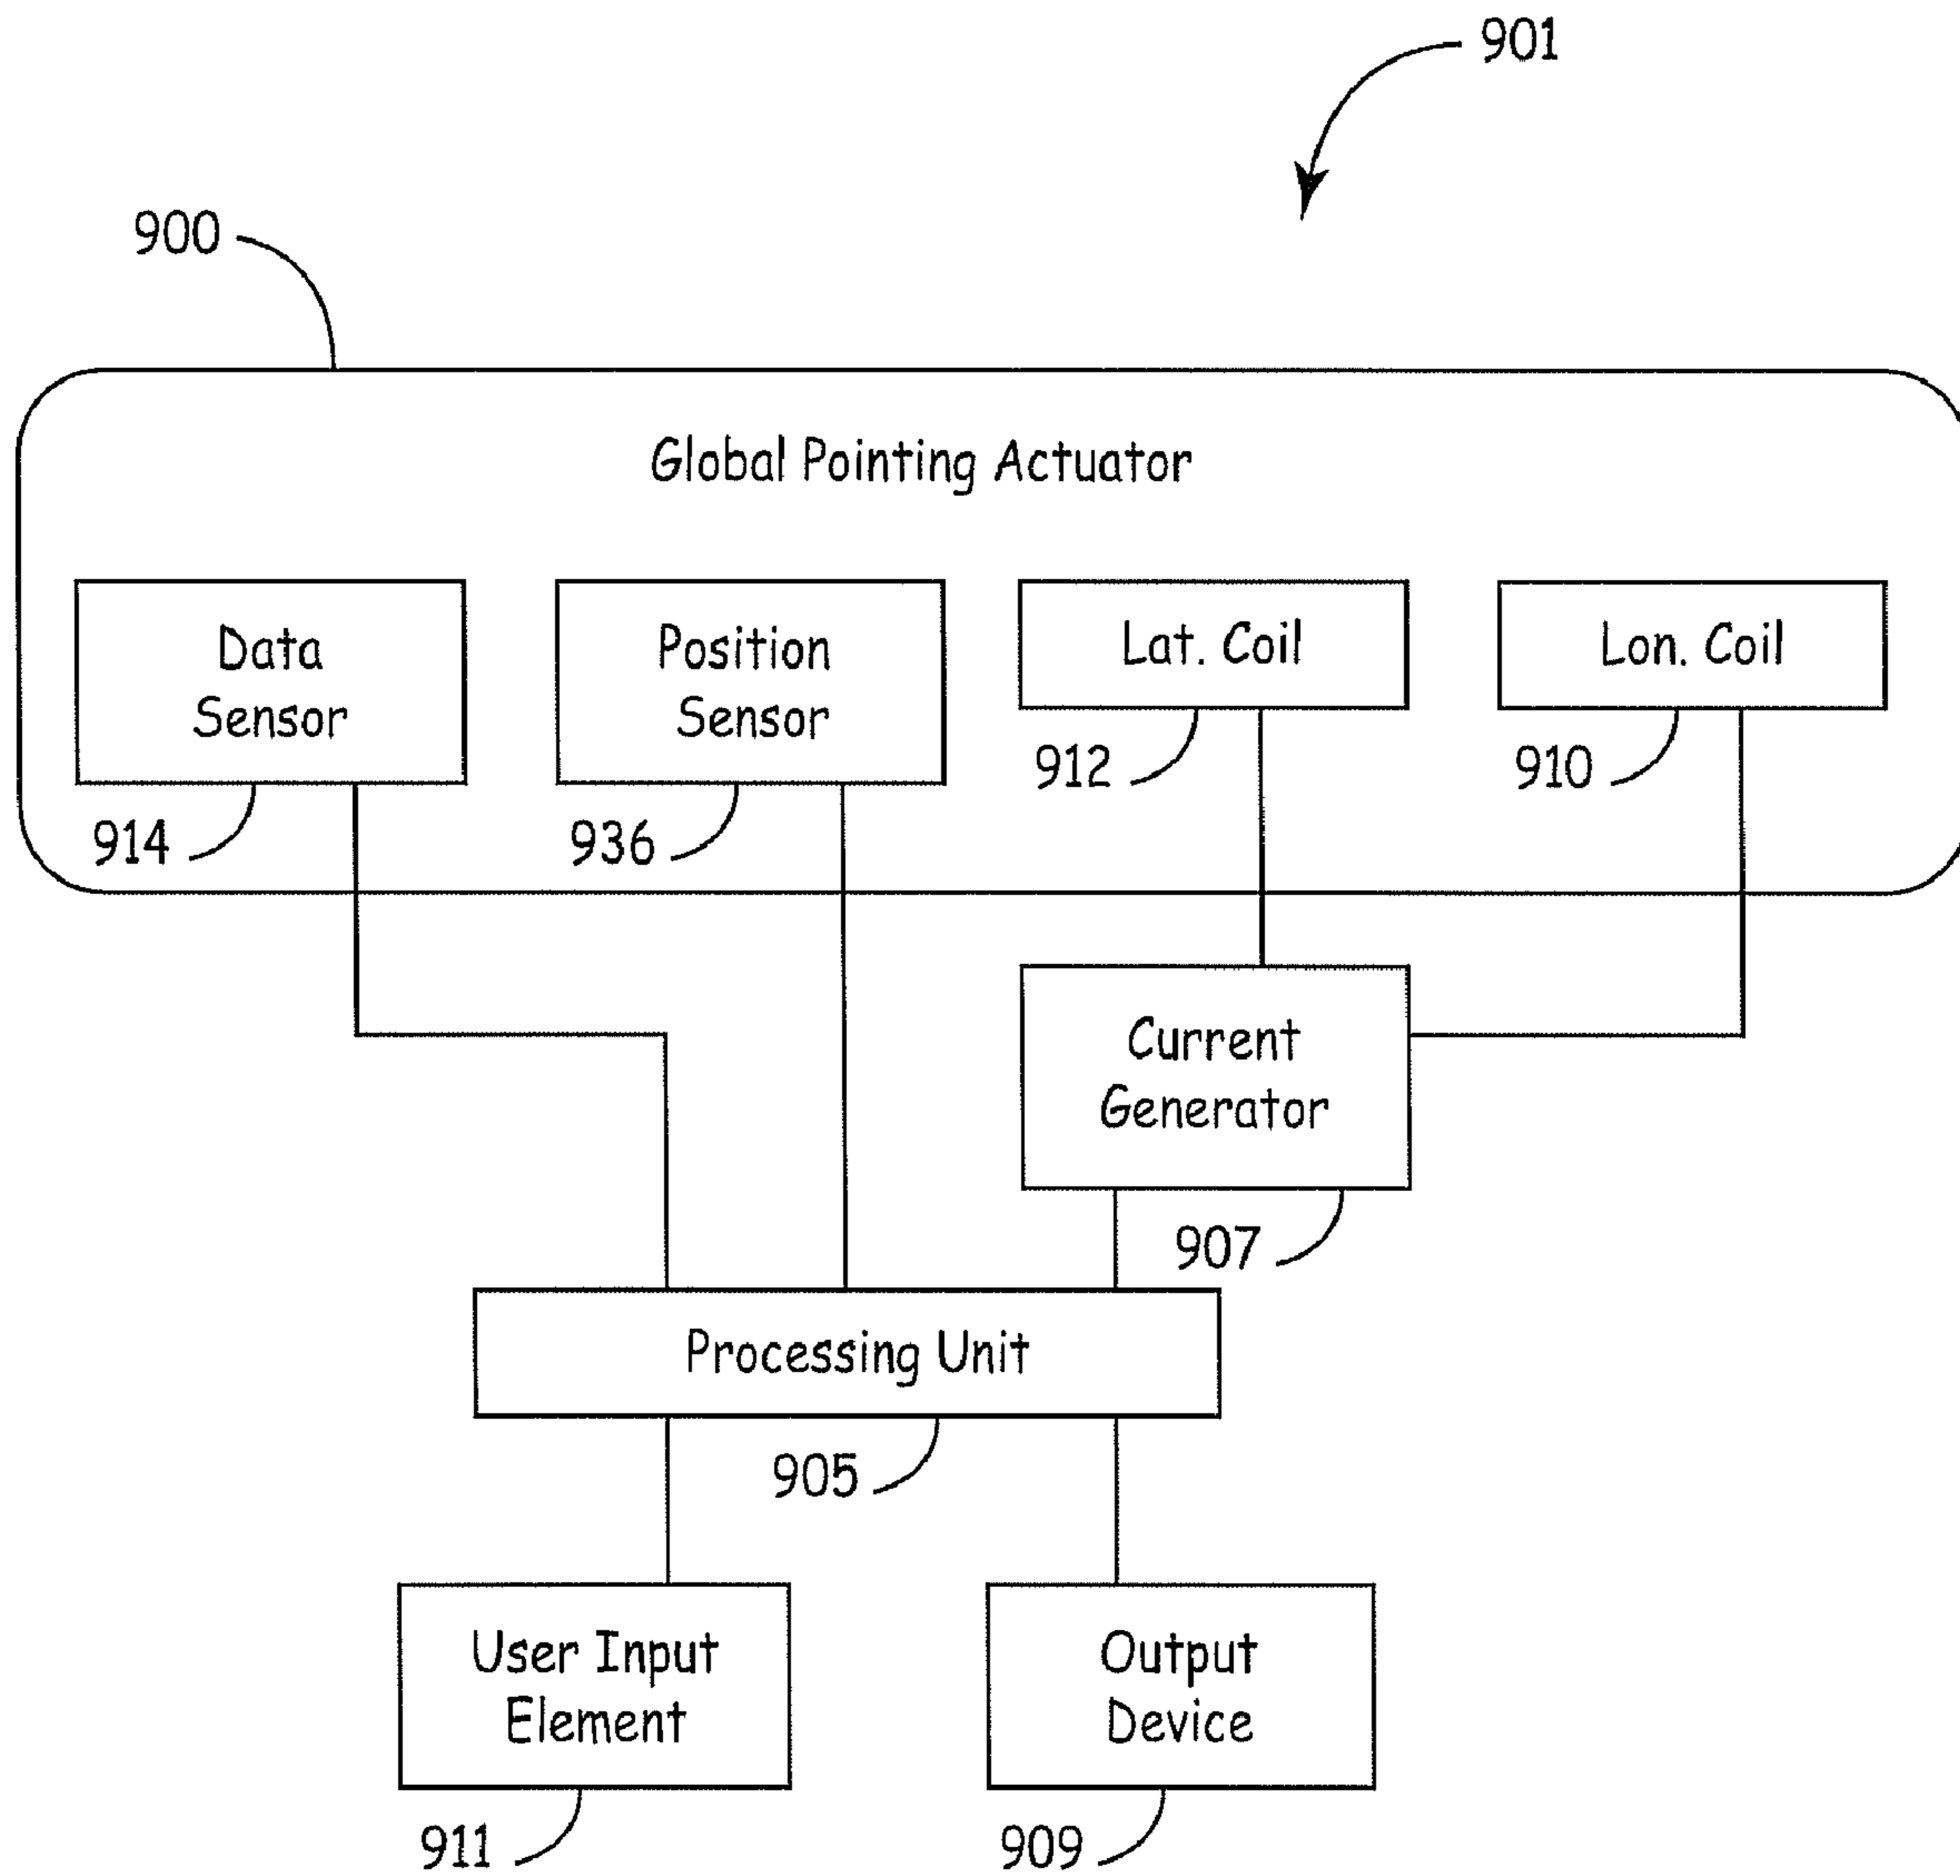 901
900
Global Pointing Actuator
Data
Sensor
Position
Sensor
Lat. Coil
Lon. Coil
912
910
914
936
Current
Generator
907
Processing Unit
905
User Input
Element
Output
Device
911
909